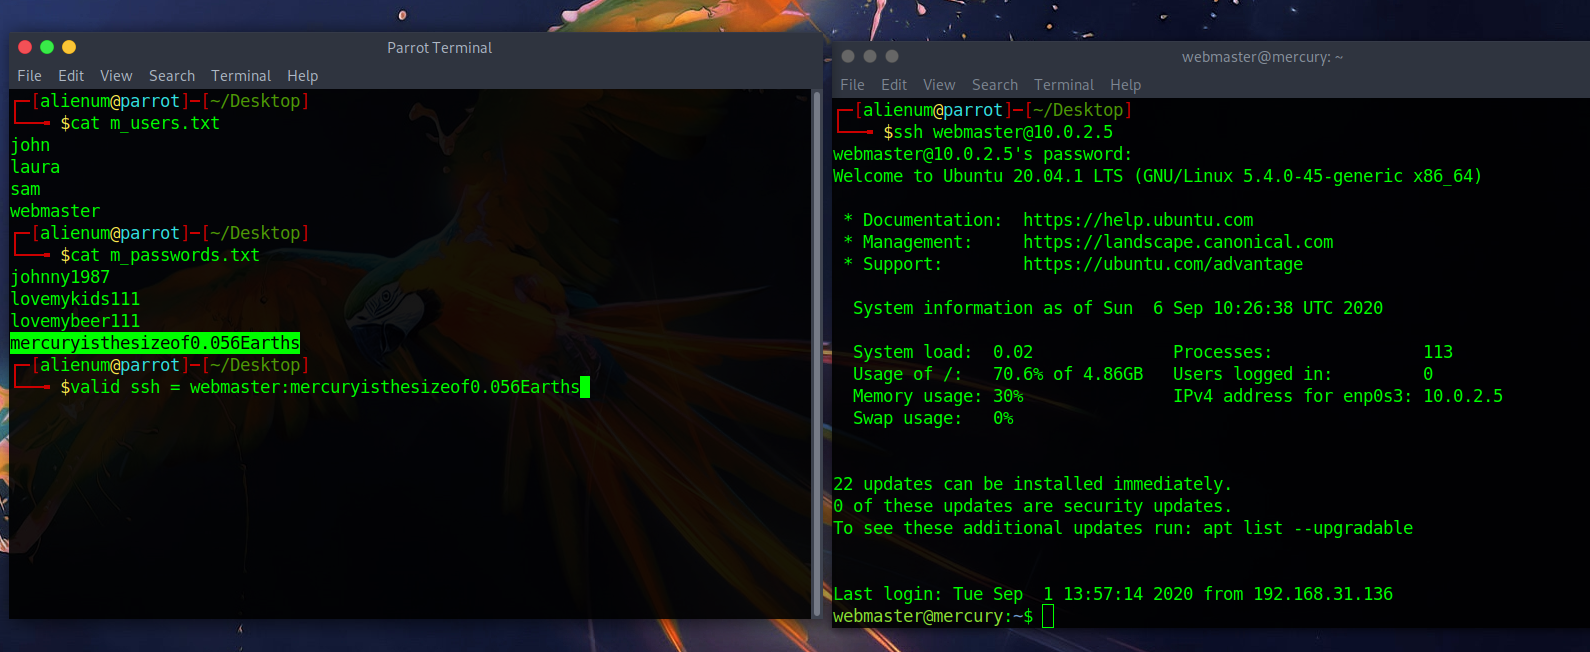 Parrot Terminal
File Edit View Search Terminal Help
┌─[alienum@parrot]─[~/Desktop]
└──╼ $cat m_users.txt
john
laura
sam
webmaster
┌─[alienum@parrot]─[~/Desktop]
└──╼ $cat m_passwords.txt
johnny1987
lovemykids111
lovemybeer111
mercuryisthesizeof0.056Earths
┌─[alienum@parrot]─[~/Desktop]
└──╼ $valid ssh = webmaster:mercuryisthesizeof0.056Earths
webmaster@mercury: ~
File Edit View Search Terminal Help
┌─[alienum@parrot]─[~/Desktop]
└──╼ $ssh webmaster@10.0.2.5
webmaster@10.0.2.5's password:
Welcome to Ubuntu 20.04.1 LTS (GNU/Linux 5.4.0-45-generic x86_64)
* Documentation: https://help.ubuntu.com
* Management: https://landscape.canonical.com
* Support: https://ubuntu.com/advantage
System information as of Sun 6 Sep 10:26:38 UTC 2020
System load: 0.02 Processes: 113
Usage of /: 70.6% of 4.86GB Users logged in: 0
Memory usage: 30% IPv4 address for enp0s3: 10.0.2.5
Swap usage: 0%
22 updates can be installed immediately.
0 of these updates are security updates.
To see these additional updates run: apt list --upgradable
Last login: Tue Sep 1 13:57:14 2020 from 192.168.31.136
webmaster@mercury:~$